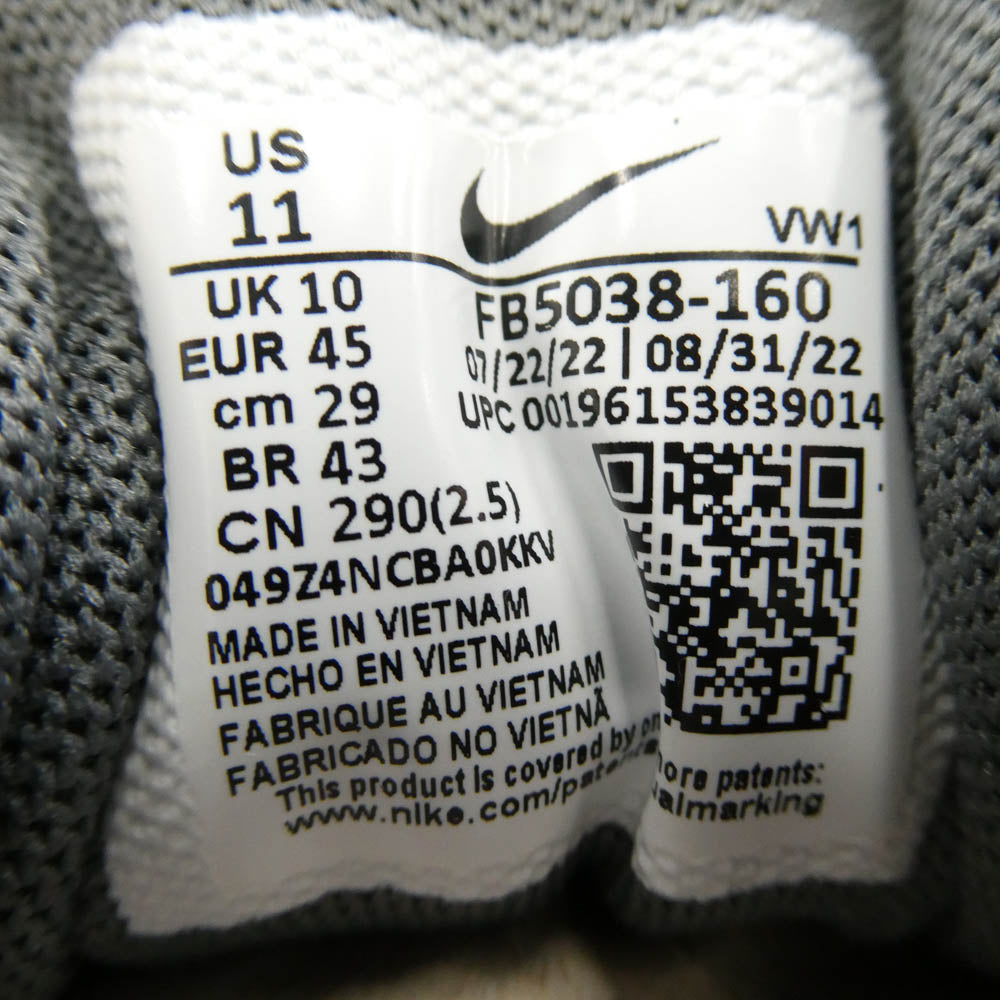 US
11
VW1
UK 10
EUR 45
cm 29
BR 43
CN 290(2.5)
FB5038-160
07/22/22 | 08/31/22
UPC 00196153839014
049Z4NCBA0KKV
MADE IN VIETNAM
HECHO EN VIETNAM
FABRIQUE AU VIETNAM
FABRICADO NO VIETNÃ
This product is covered by more patents:
www.nike.com/